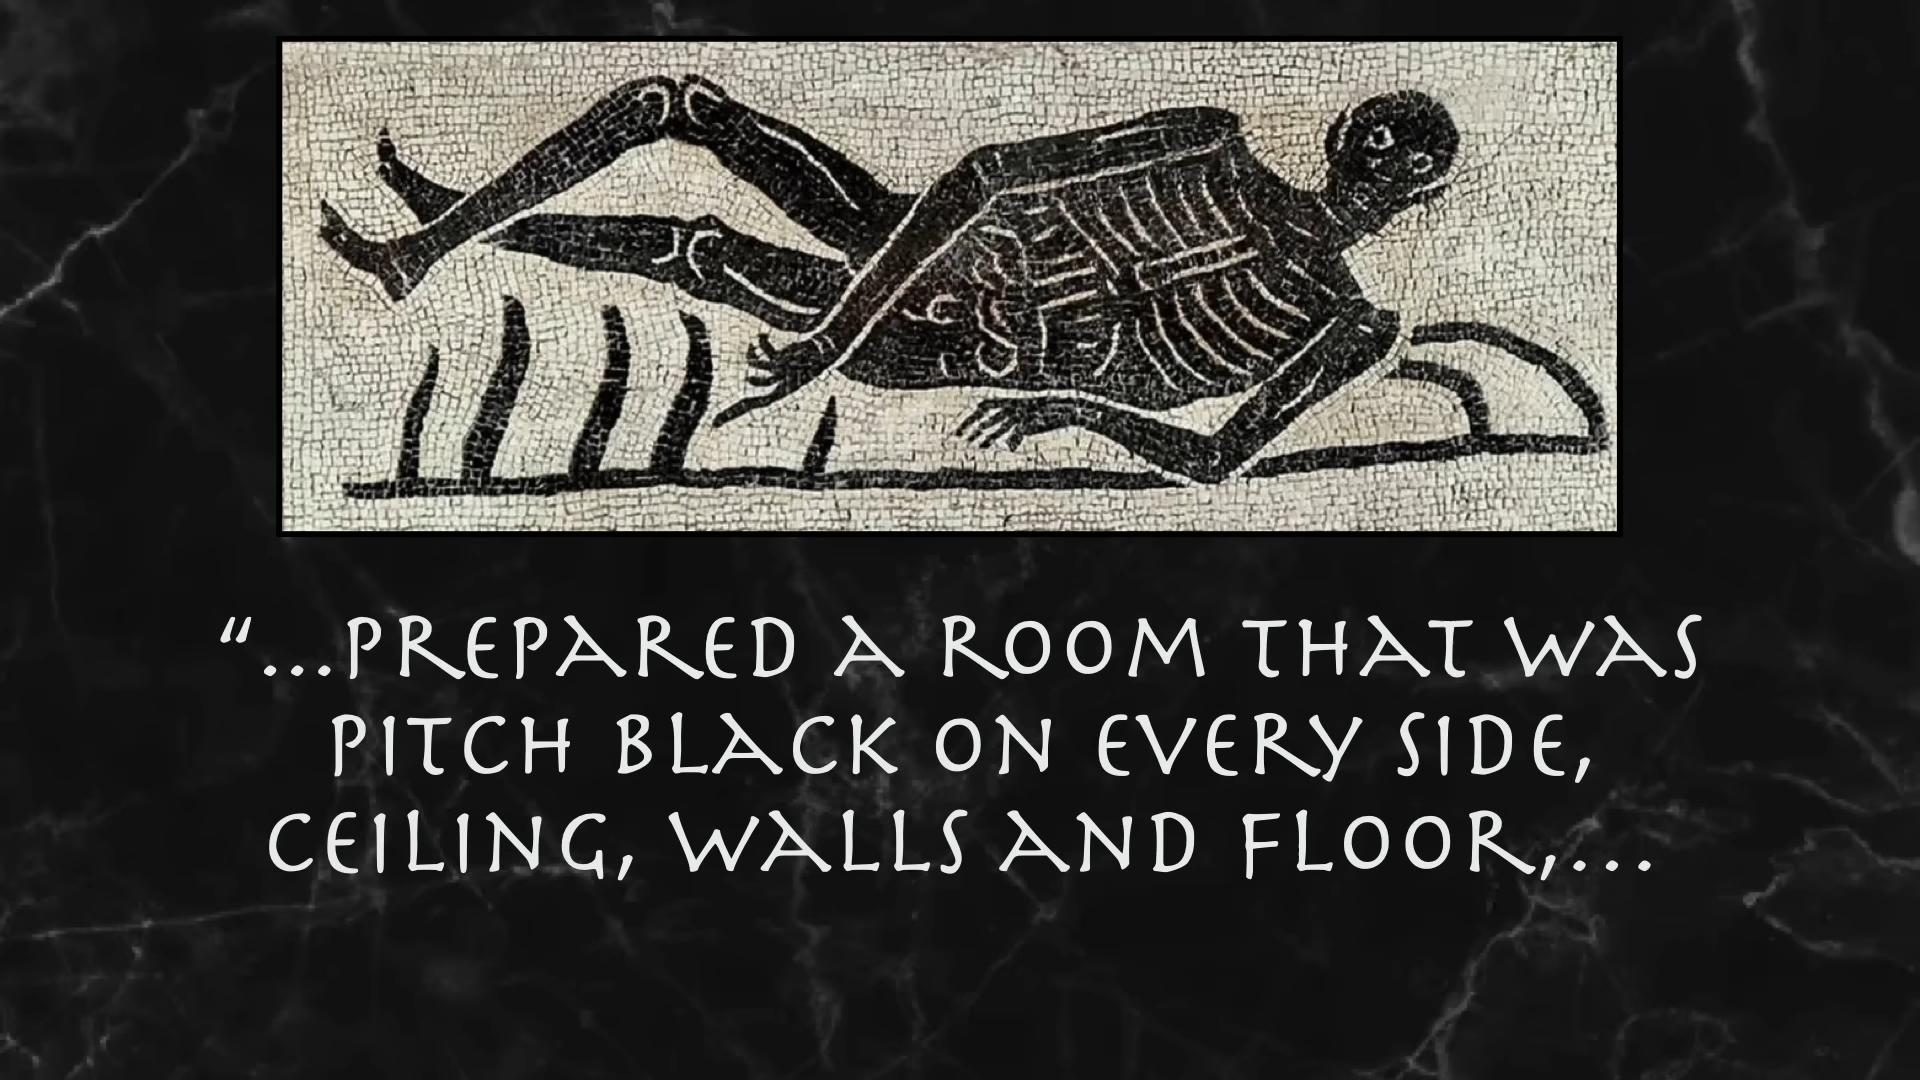 “...PREPARED A ROOM THAT WAS
PITCH BLACK ON EVERY SIDE,
CEILING, WALLS AND FLOOR,...